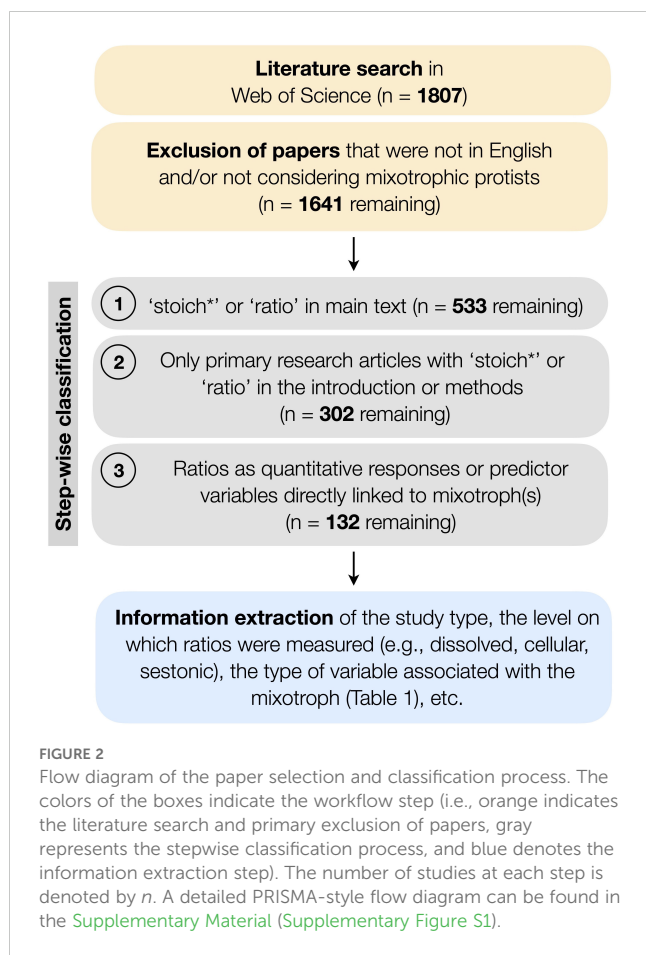 Literature search in
Web of Science (n = 1807)
Exclusion of papers that were not in English
and/or not considering mixotrophic protists
(n = 1641 remaining)
Step-wise classification
1 ‘stoich*’ or ‘ratio’ in main text (n = 533 remaining)
2 Only primary research articles with ‘stoich*’ or
‘ratio’ in the introduction or methods
(n = 302 remaining)
3 Ratios as quantitative responses or predictor
variables directly linked to mixotroph(s)
(n = 132 remaining)
Information extraction of the study type, the level on
which ratios were measured (e.g., dissolved, cellular,
sestonic), the type of variable associated with the
mixotroph (Table 1), etc.
FIGURE 2
Flow diagram of the paper selection and classification process. The
colors of the boxes indicate the workflow step (i.e., orange indicates
the literature search and primary exclusion of papers, gray
represents the stepwise classification process, and blue denotes the
information extraction step). The number of studies at each step is
denoted by n. A detailed PRISMA-style flow diagram can be found in
the Supplementary Material (Supplementary Figure S1).